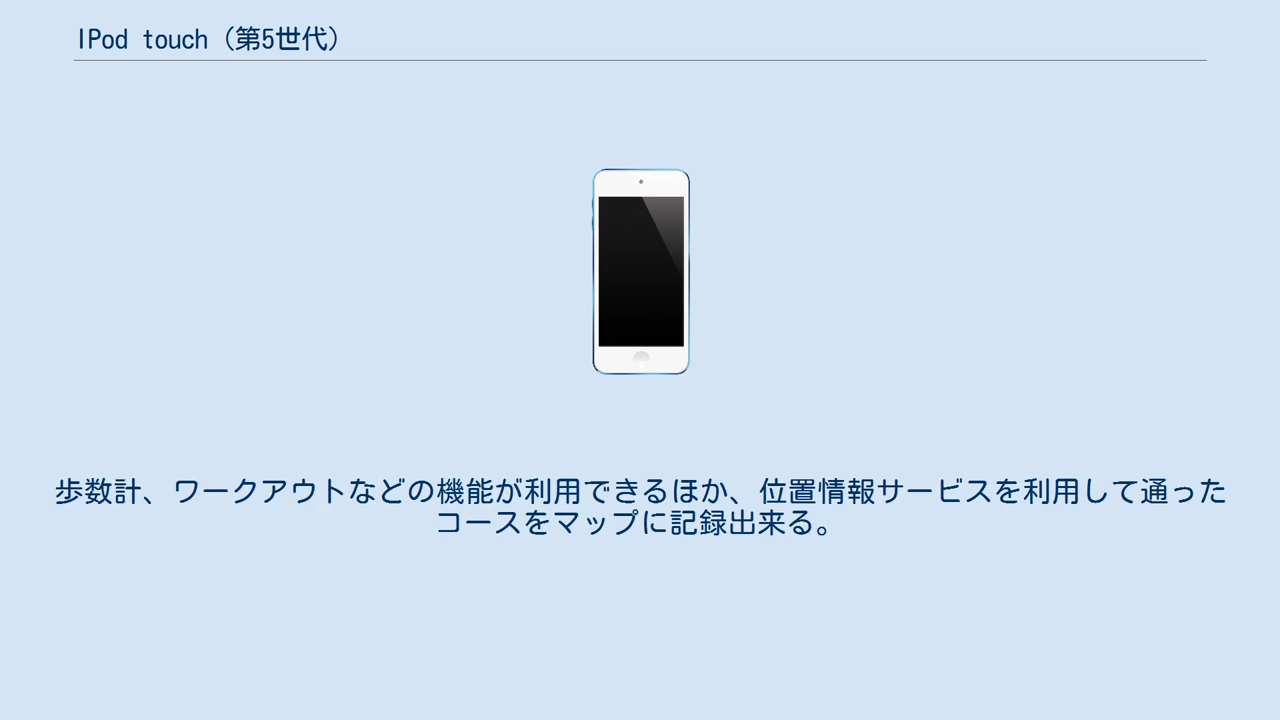 IPod touch（第5世代）
歩数計、ワークアウトなどの機能が利用できるほか、位置情報サービスを利用して通った
コースをマップに記録出来る。